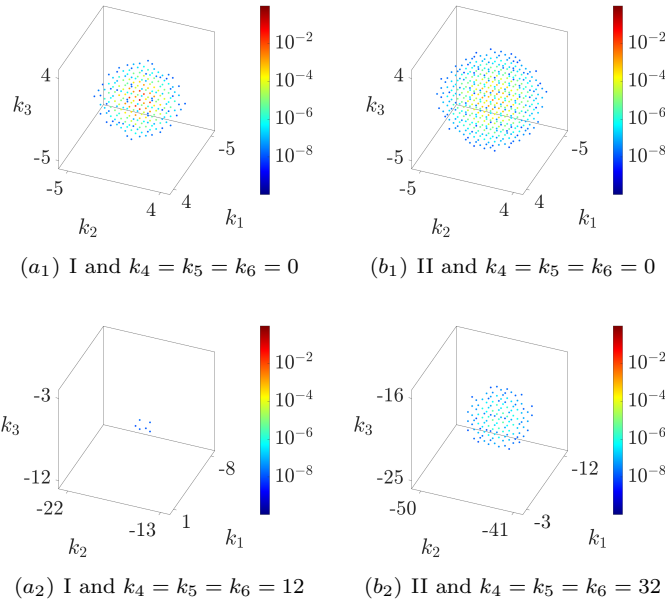 4
k₃
-5
-5
k₂
4
4
k₁
-5
10⁻²
10⁻⁴
10⁻⁶
10⁻⁸
(a₁) I and k₄ = k₅ = k₆ = 0
4
k₃
-5
-5
k₂
4
4
k₁
-5
10⁻²
10⁻⁴
10⁻⁶
10⁻⁸
(b₁) II and k₄ = k₅ = k₆ = 0
-3
k₃
-12
-22
k₂
-13
1
k₁
-8
10⁻²
10⁻⁴
10⁻⁶
10⁻⁸
(a₂) I and k₄ = k₅ = k₆ = 12
-16
k₃
-25
-50
k₂
-41
-3
k₁
-12
10⁻²
10⁻⁴
10⁻⁶
10⁻⁸
(b₂) II and k₄ = k₅ = k₆ = 32